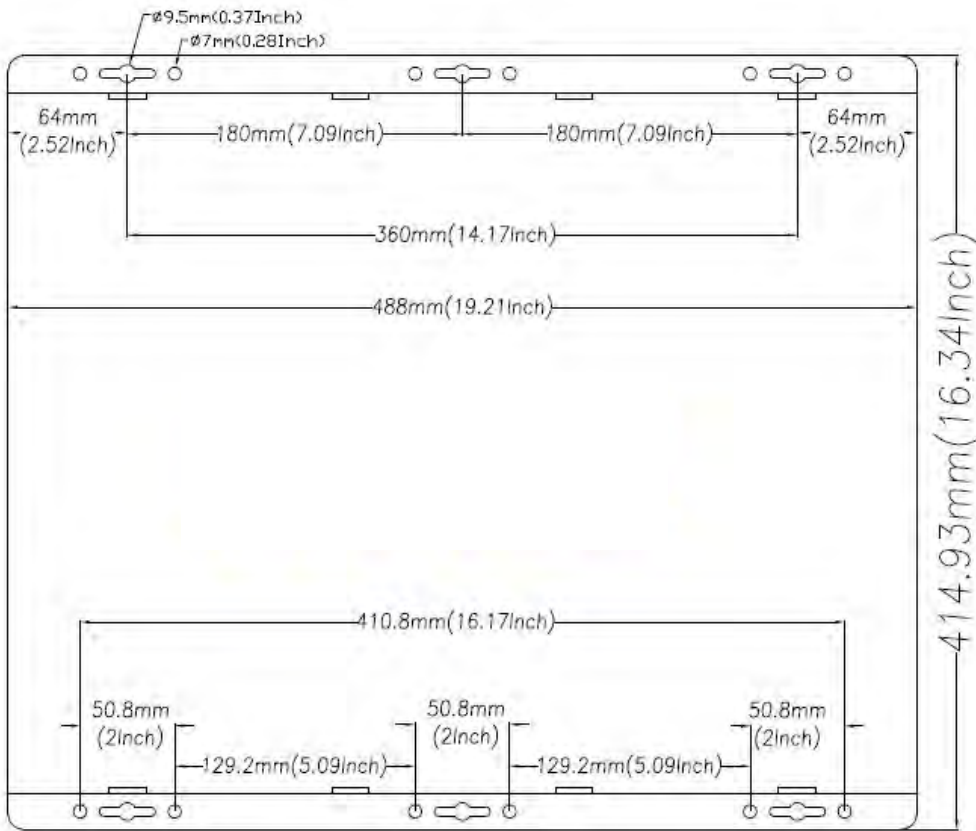 ø9.5mm(0.37Inch)
ø7mm(0.28Inch)
64mm
(2.52Inch)
180mm(7.09Inch)
180mm(7.09Inch)
64mm
(2.52Inch)
360mm(14.17Inch)
488mm(19.21Inch)
414.93mm(16.34Inch)
410.8mm(16.17Inch)
50.8mm
(2Inch)
50.8mm
(2Inch)
50.8mm
(2Inch)
129.2mm(5.09Inch)
129.2mm(5.09Inch)